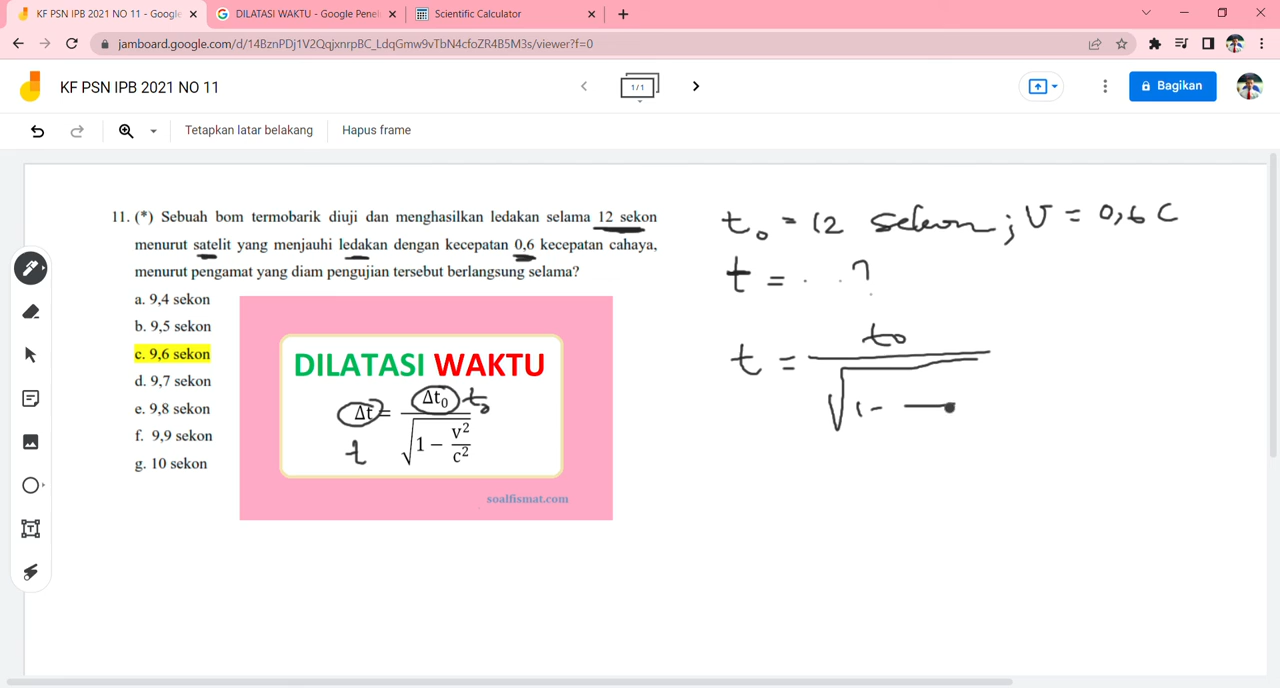 KF PSN IPB 2021 NO 11 - Google
DILATASI WAKTU - Google Penel
Scientific Calculator
jamboard.google.com/d/14BznPDj1V2QqjxnrpBC_LdqGmw9vTbN4cfoZR4B5M3s/viewer?f=0
KF PSN IPB 2021 NO 11
1/1
Bagikan
Tetapkan latar belakang
Hapus frame
11. (*) Sebuah bom termobarik diuji dan menghasilkan ledakan selama 12 sekon
menurut satelit yang menjauhi ledakan dengan kecepatan 0,6 kecepatan cahaya,
menurut pengamat yang diam pengujian tersebut berlangsung selama?
a. 9,4 sekon
b. 9,5 sekon
c. 9,6 sekon
d. 9,7 sekon
e. 9,8 sekon
f. 9,9 sekon
g. 10 sekon
DILATASI WAKTU
Δt = Δt₀ / √(1 − v²/c²)
t₀
t
soalfismat.com
t₀ = 12 sekon ; V = 0,6 C
t = . . ?
t = t₀ / √1 - —